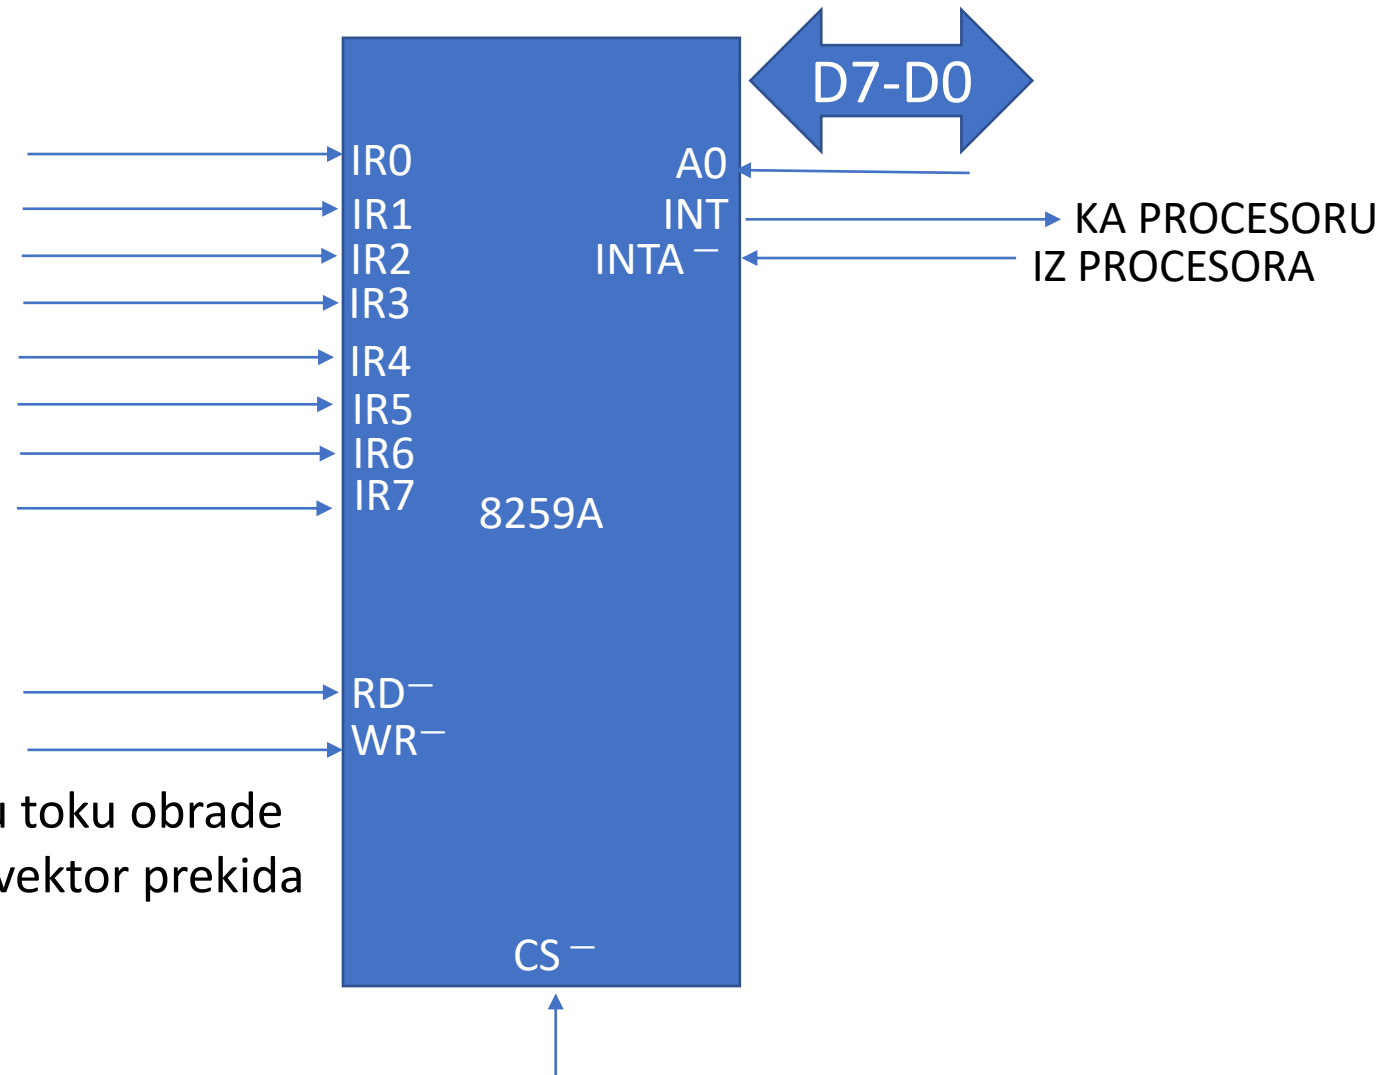 D7-D0
IR0
A0
IR1
INT
KA PROCESORU
IR2
INTA ¯
IZ PROCESORA
IR3
IR4
IR5
IR6
IR7
8259A
RD¯
WR¯
u toku obrade
vektor prekida
CS ¯